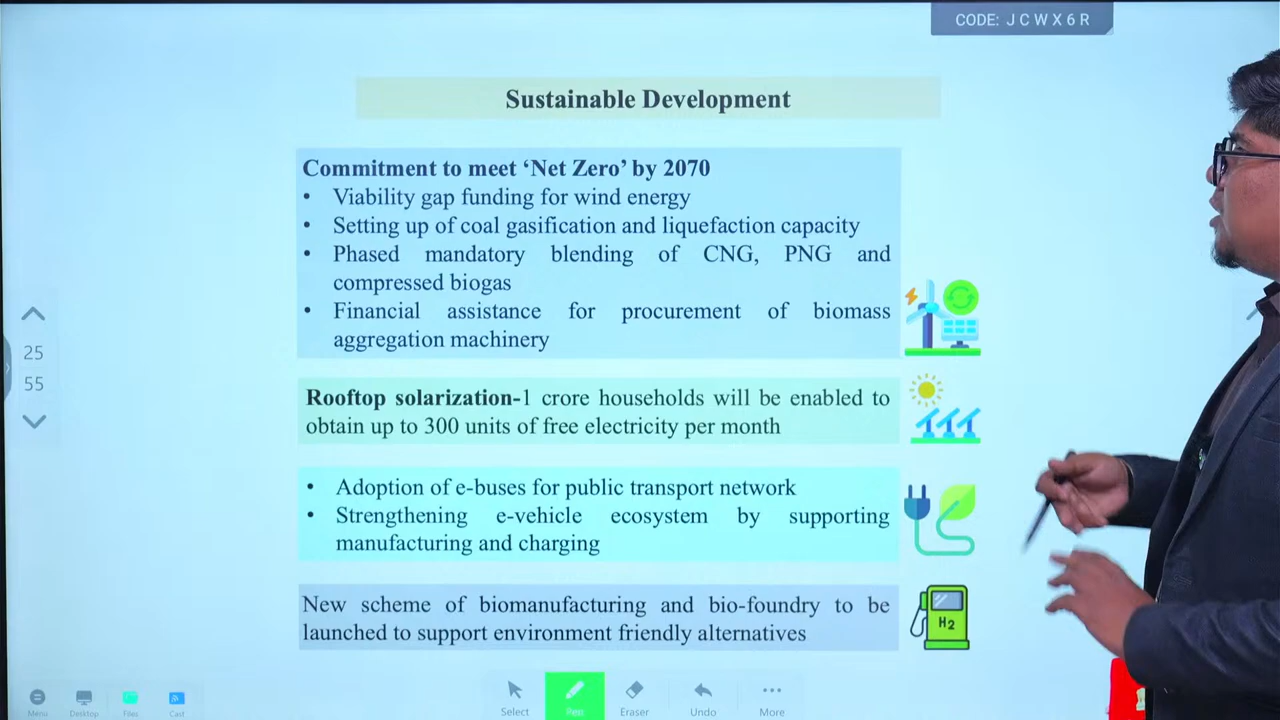 CODE: J C W X 6 R
Sustainable Development
Commitment to meet ‘Net Zero’ by 2070
• Viability gap funding for wind energy
• Setting up of coal gasification and liquefaction capacity
• Phased mandatory blending of CNG, PNG and
compressed biogas
• Financial assistance for procurement of biomass
aggregation machinery
25
55
Rooftop solarization-1 crore households will be enabled to
obtain up to 300 units of free electricity per month
• Adoption of e-buses for public transport network
• Strengthening e-vehicle ecosystem by supporting
manufacturing and charging
New scheme of biomanufacturing and bio-foundry to be
launched to support environment friendly alternatives
H2
Menu Desktop Files Cast
Select Pen Eraser Undo More